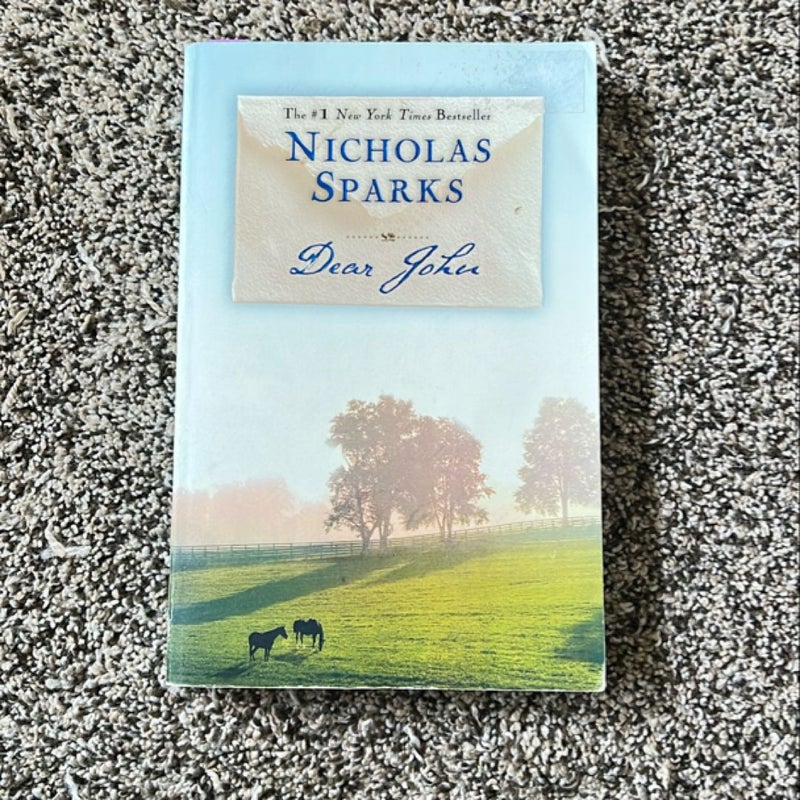 The #1 New York Times Bestseller
NICHOLAS
SPARKS
Dear John